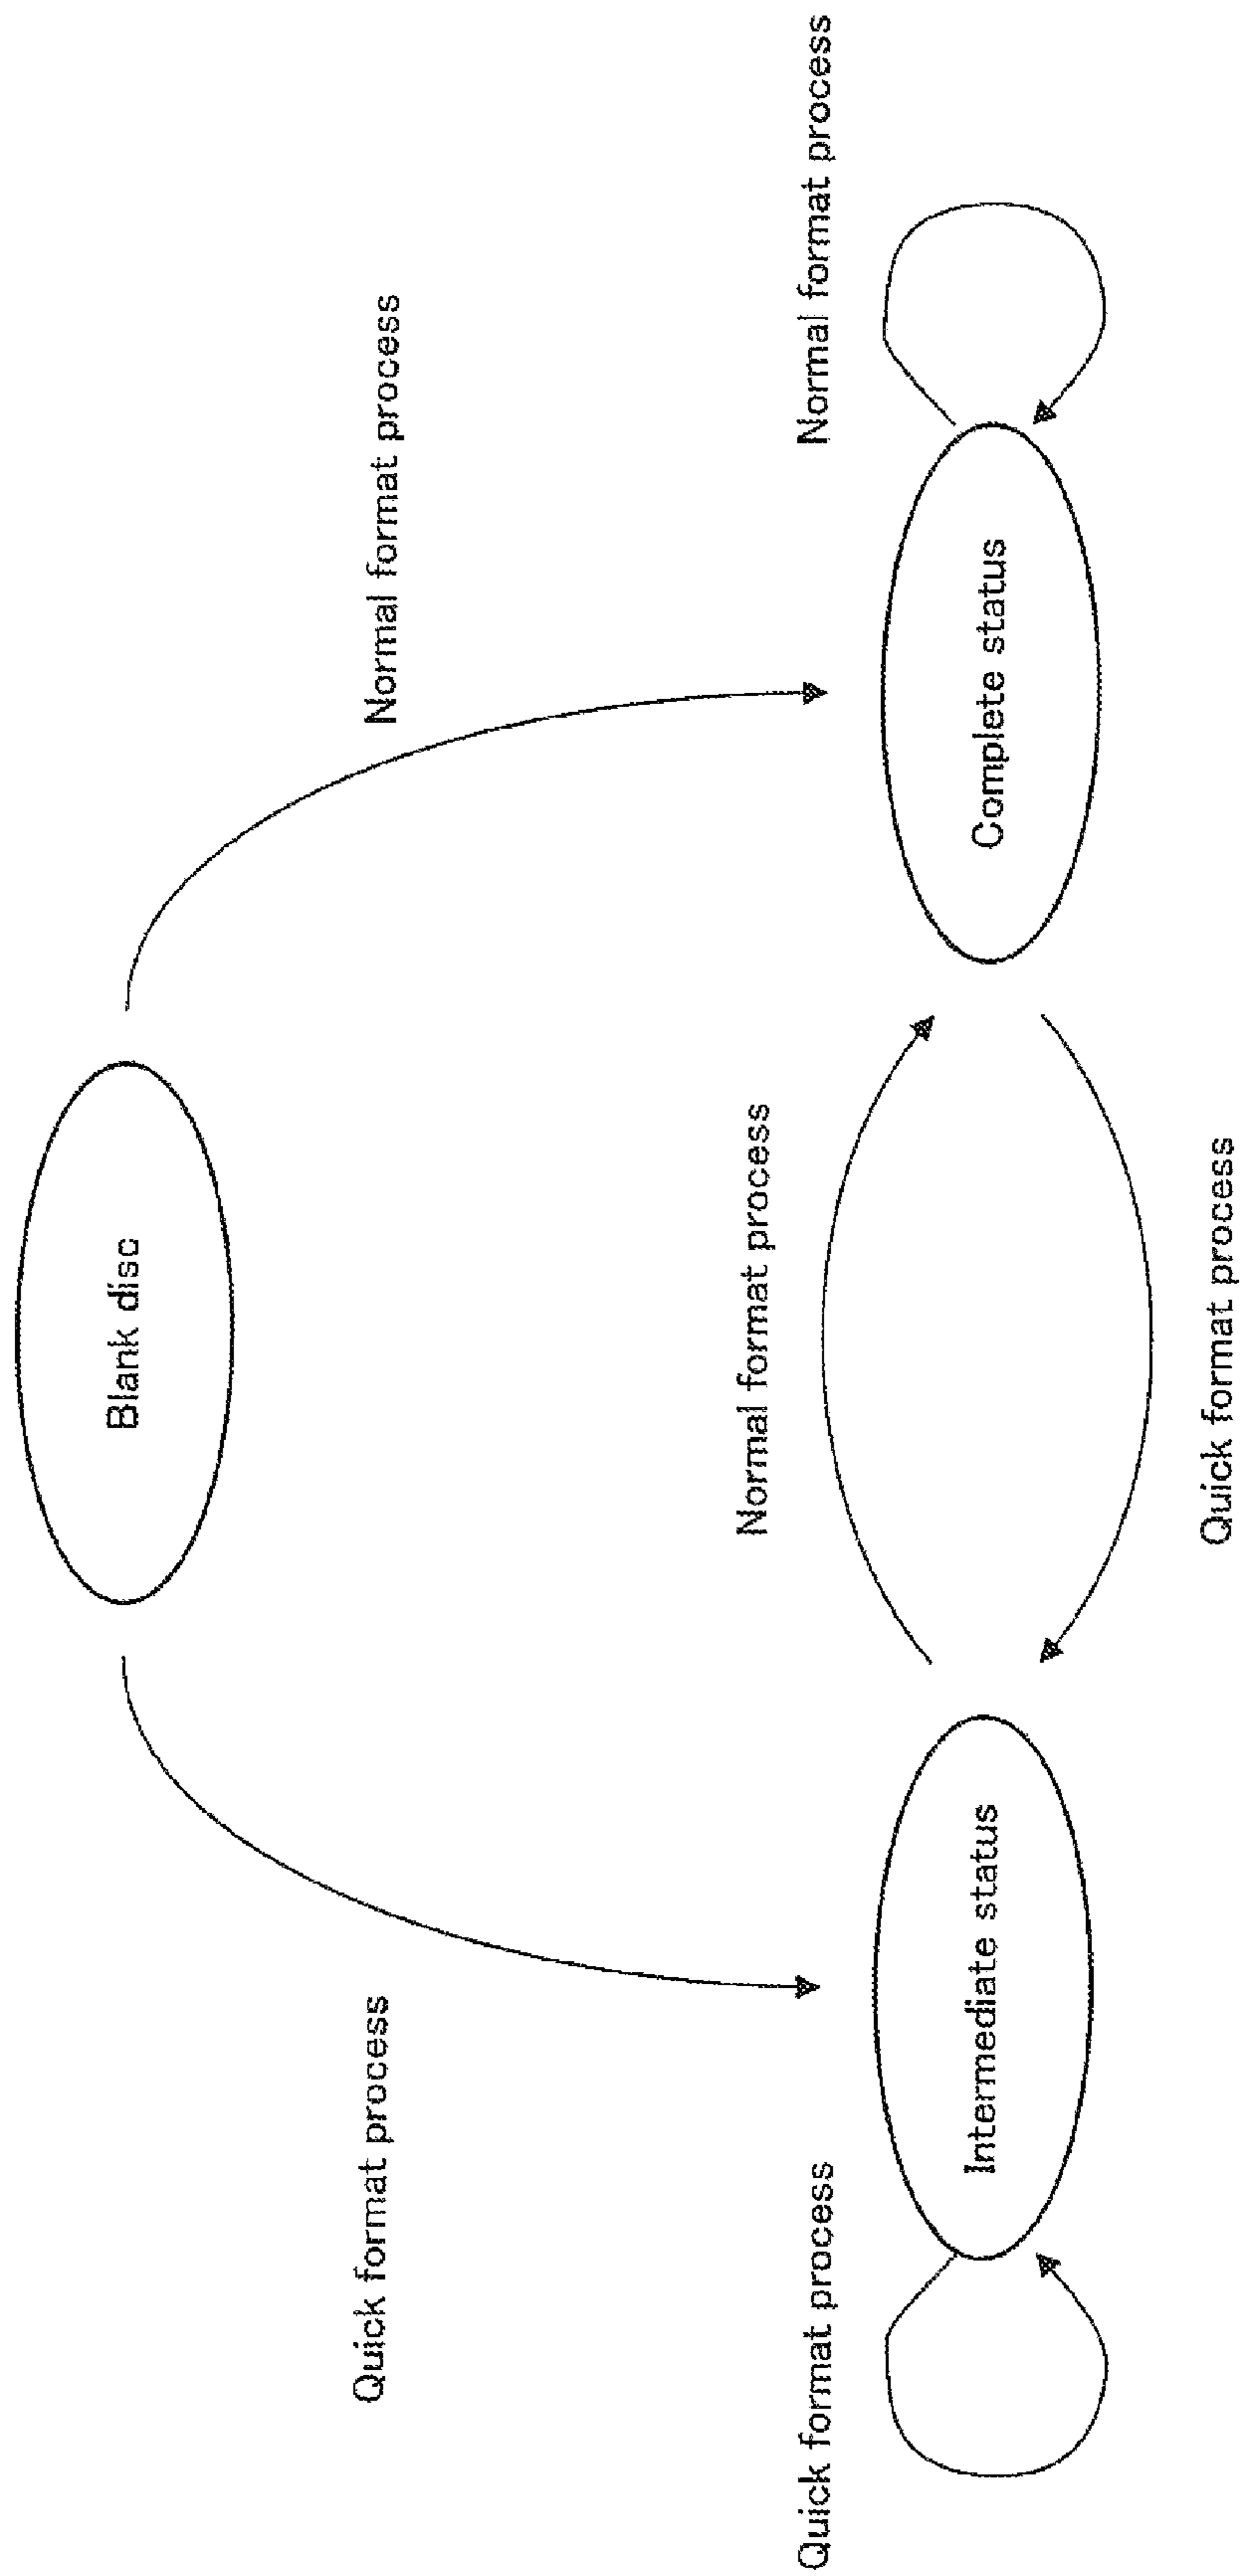 Blank disc
Quick format process
Normal format process
Quick format process
Normal format process
Normal format process
Intermediate status
Complete status
Quick format process